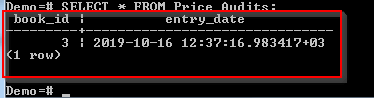 Demo=# SELECT * FROM Price_Audits;
book_id | entry_date
---------+-------------------------------
3 | 2019-10-16 12:37:16.983417+03
(1 row)
Demo=#